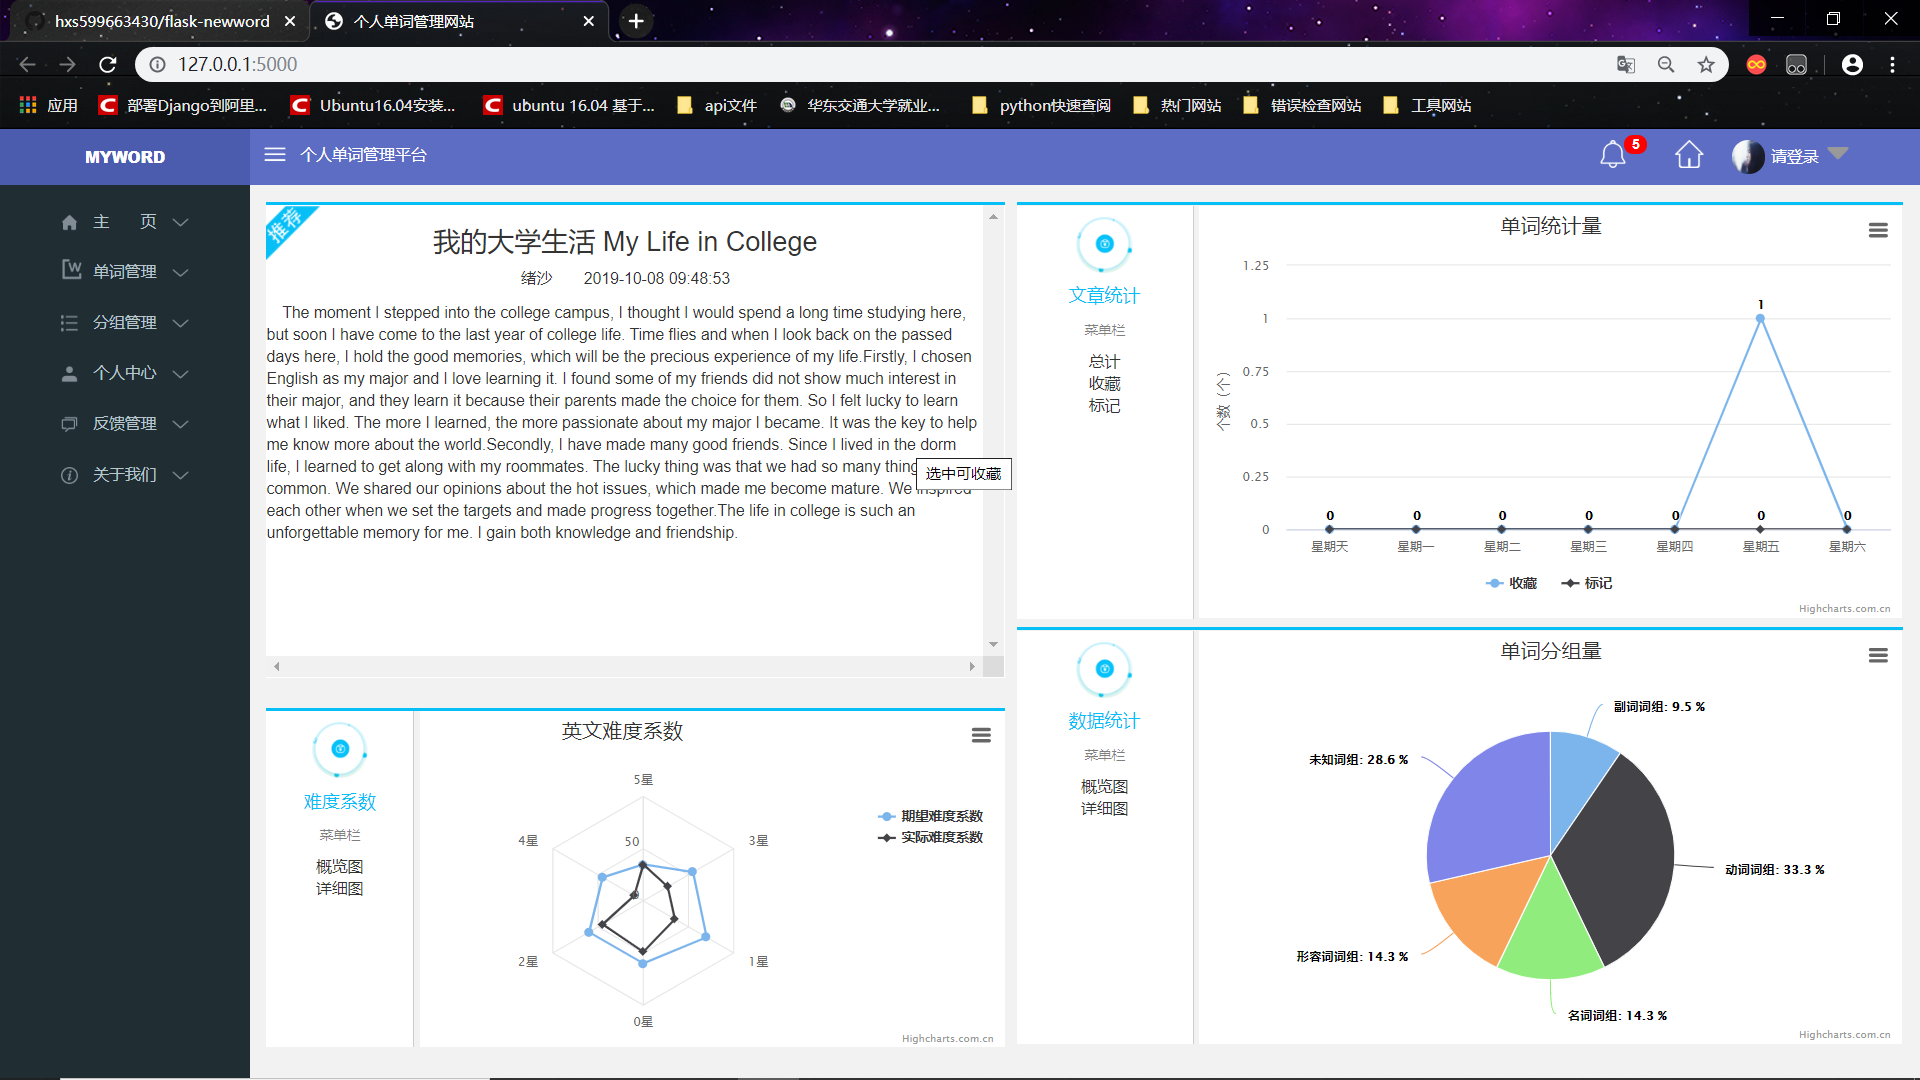 hxs599663430/flask-newword
个人单词管理网站
127.0.0.1:5000
应用
部署Django到阿里...
Ubuntu16.04安装...
ubuntu 16.04 基于...
api文件
华东交通大学就业...
python快速查阅
热门网站
错误检查网站
工具网站
MYWORD
个人单词管理平台
5
请登录
主 页
单词管理
分组管理
个人中心
反馈管理
关于我们
推荐
我的大学生活 My Life in College
绪沙 2019-10-08 09:48:53
The moment I stepped into the college campus, I thought I would spend a long time studying here,
but soon I have come to the last year of college life. Time flies and when I look back on the passed
days here, I hold the good memories, which will be the precious experience of my life.Firstly, I chosen
English as my major and I love learning it. I found some of my friends did not show much interest in
their major, and they learn it because their parents made the choice for them. So I felt lucky to learn
what I liked. The more I learned, the more passionate about my major I became. It was the key to help
me know more about the world.Secondly, I have made many good friends. Since I lived in the dorm
life, I learned to get along with my roommates. The lucky thing was that we had so many thing
common. We shared our opinions about the hot issues, which made me become mature. We inspired
each other when we set the targets and made progress together.The life in college is such an
unforgettable memory for me. I gain both knowledge and friendship.
选中可收藏
文章统计
菜单栏
总计
收藏
标记
单词统计量
个数（个）
1.25
1
0.75
0.5
0.25
0
1
0 0 0 0 0 0 0
星期天 星期一 星期二 星期三 星期四 星期五 星期六
收藏 标记
Highcharts.com.cn
难度系数
菜单栏
概览图
详细图
英文难度系数
5星
4星
50
3星
0
2星
1星
0星
期望难度系数
实际难度系数
Highcharts.com.cn
数据统计
菜单栏
概览图
详细图
单词分组量
副词词组: 9.5 %
未知词组: 28.6 %
动词词组: 33.3 %
形容词词组: 14.3 %
名词词组: 14.3 %
Highcharts.com.cn